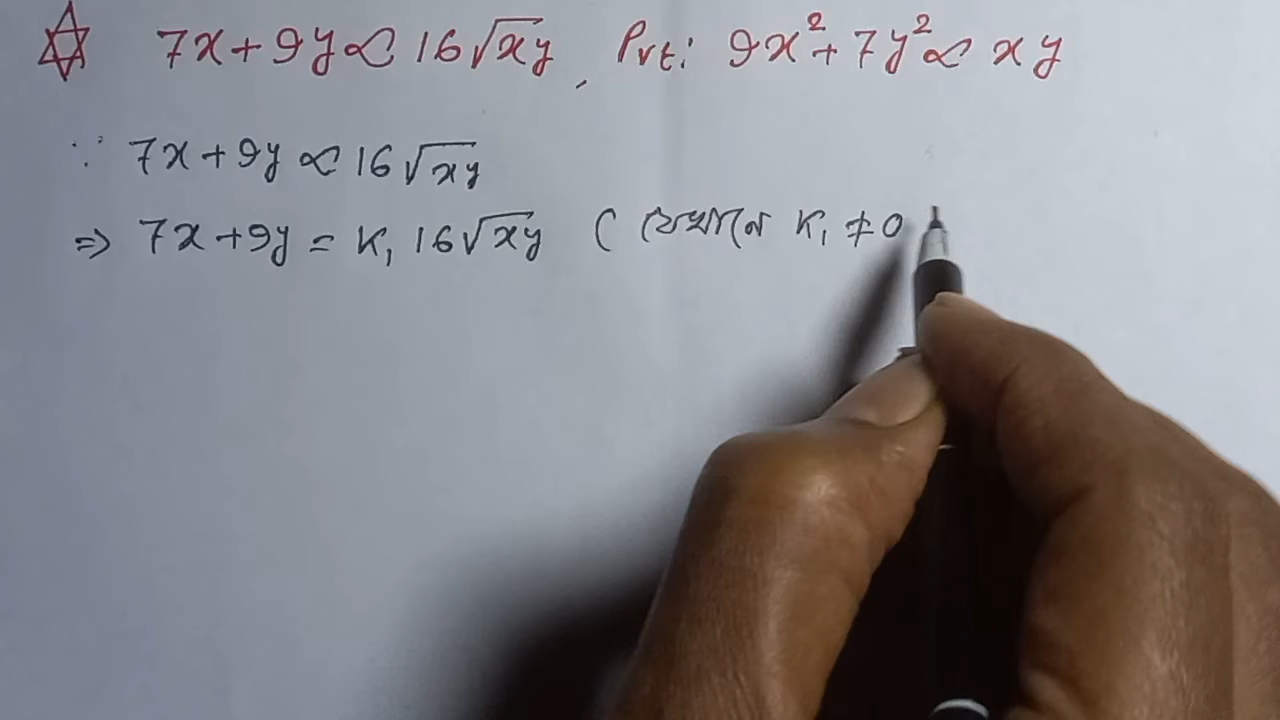 ☆ 7x + 9y ∝ 16√xy, Prt: 9x² + 7y² ∝ xy
∵ 7x + 9y ∝ 16√xy
⇒ 7x + 9y = K₁ 16√xy ( যেখানে K₁ ≠ 0